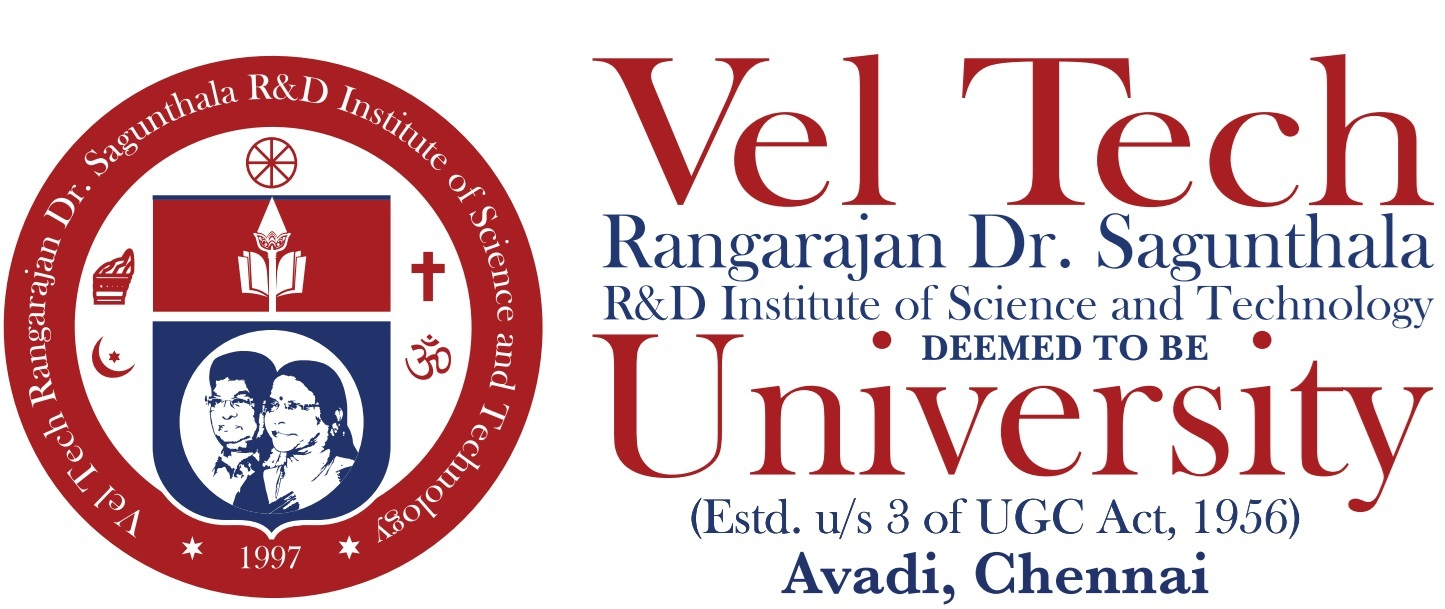 Vel Tech Rangarajan Dr. Sagunthala R&D Institute of Science and Technology
1997
Vel Tech
Rangarajan Dr. Sagunthala
R&D Institute of Science and Technology
DEEMED TO BE
University
(Estd. u/s 3 of UGC Act, 1956)
Avadi, Chennai
ॐ